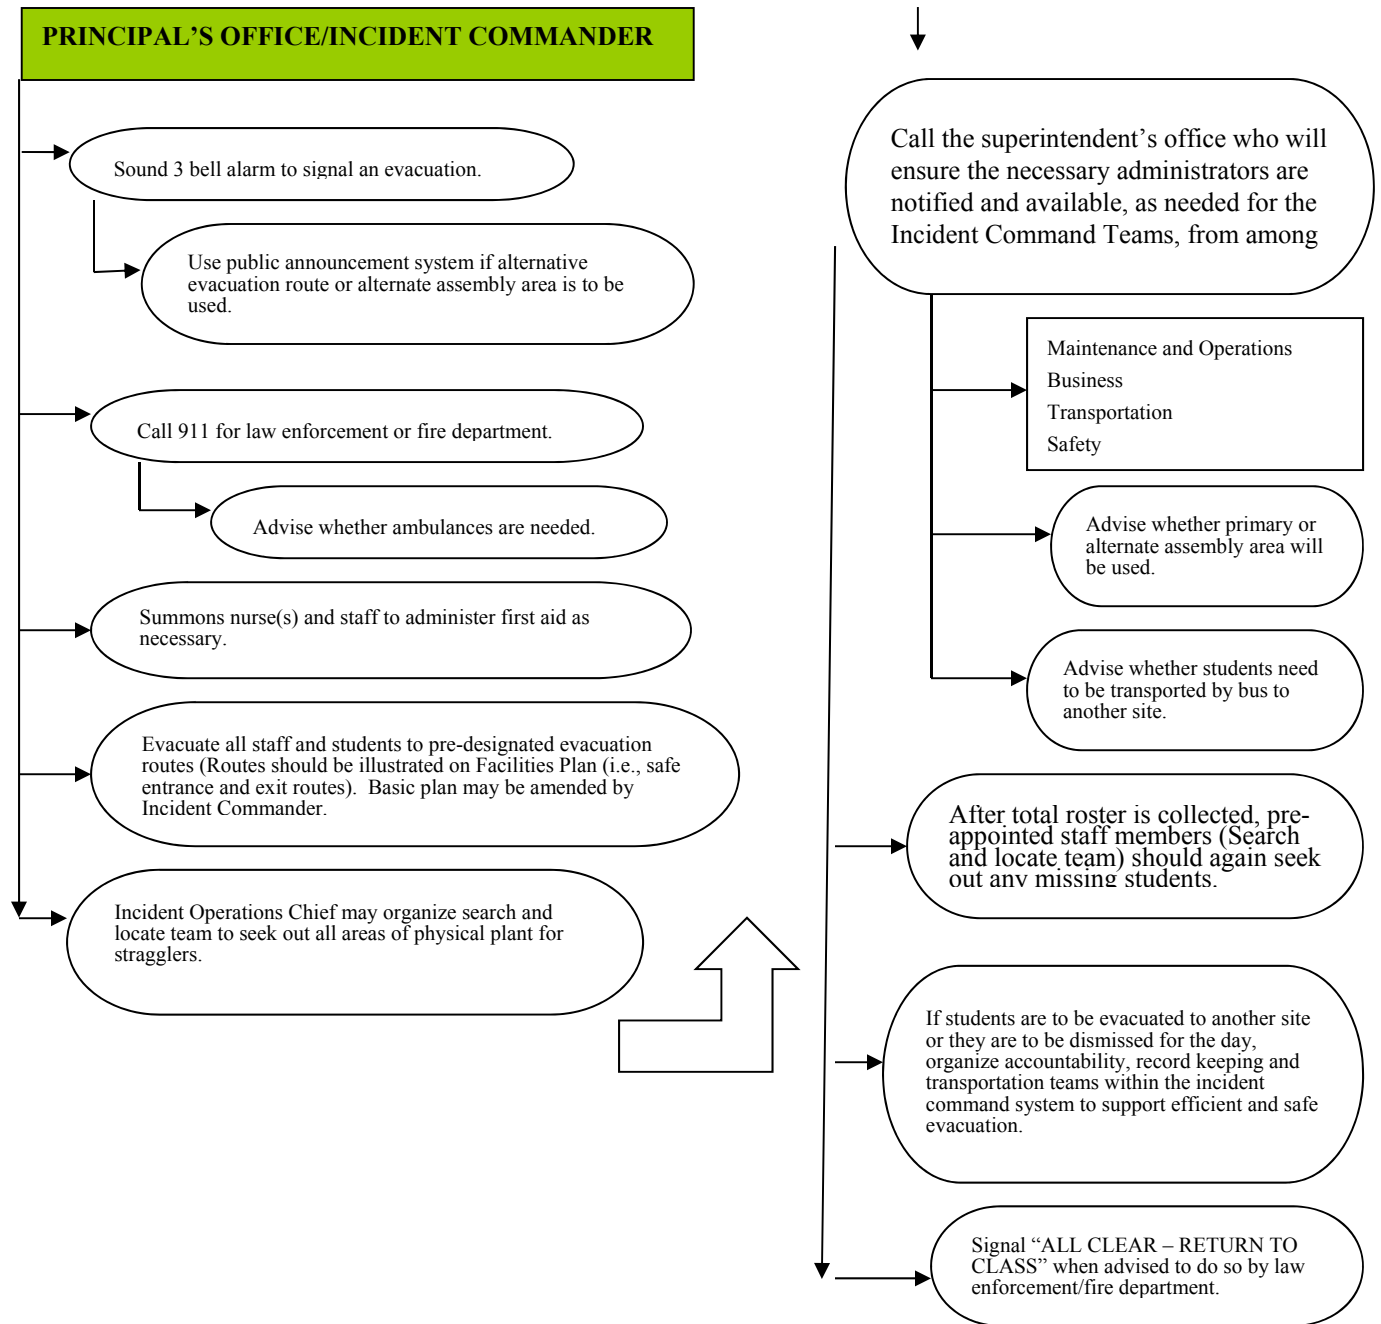 PRINCIPAL’S OFFICE/INCIDENT COMMANDER
Sound 3 bell alarm to signal an evacuation.
Use public announcement system if alternative
evacuation route or alternate assembly area is to be
used.
Call 911 for law enforcement or fire department.
Advise whether ambulances are needed.
Summons nurse(s) and staff to administer first aid as
necessary.
Evacuate all staff and students to pre-designated evacuation
routes (Routes should be illustrated on Facilities Plan (i.e., safe
entrance and exit routes).  Basic plan may be amended by
Incident Commander.
Incident Operations Chief may organize search and
locate team to seek out all areas of physical plant for
stragglers.
Call the superintendent’s office who will
ensure the necessary administrators are
notified and available, as needed for the
Incident Command Teams, from among
Maintenance and Operations
Business
Transportation
Safety
Advise whether primary or
alternate assembly area will
be used.
Advise whether students need
to be transported by bus to
another site.
After total roster is collected, pre-
appointed staff members (Search
and locate team) should again seek
out any missing students.
If students are to be evacuated to another site
or they are to be dismissed for the day,
organize accountability, record keeping and
transportation teams within the incident
command system to support efficient and safe
evacuation.
Signal “ALL CLEAR – RETURN TO
CLASS” when advised to do so by law
enforcement/fire department.